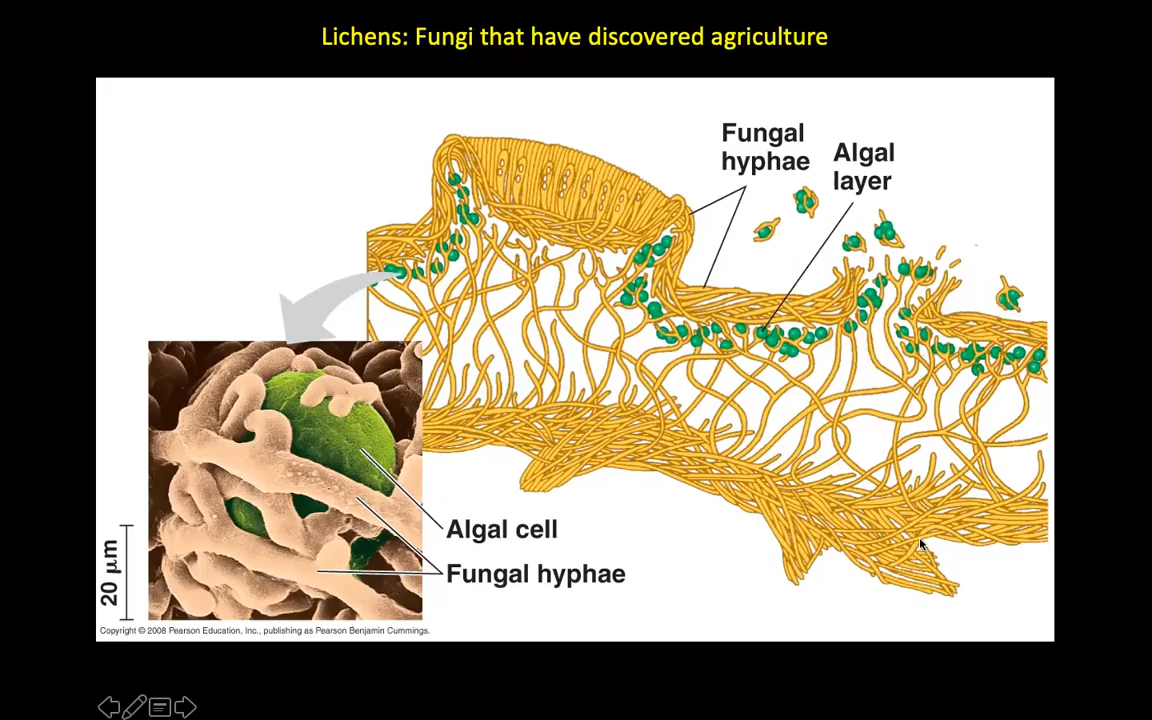 Lichens: Fungi that have discovered agriculture
Fungal
hyphae
Algal
layer
Algal cell
Fungal hyphae
20 μm
Copyright © 2008 Pearson Education, Inc., publishing as Pearson Benjamin Cummings.